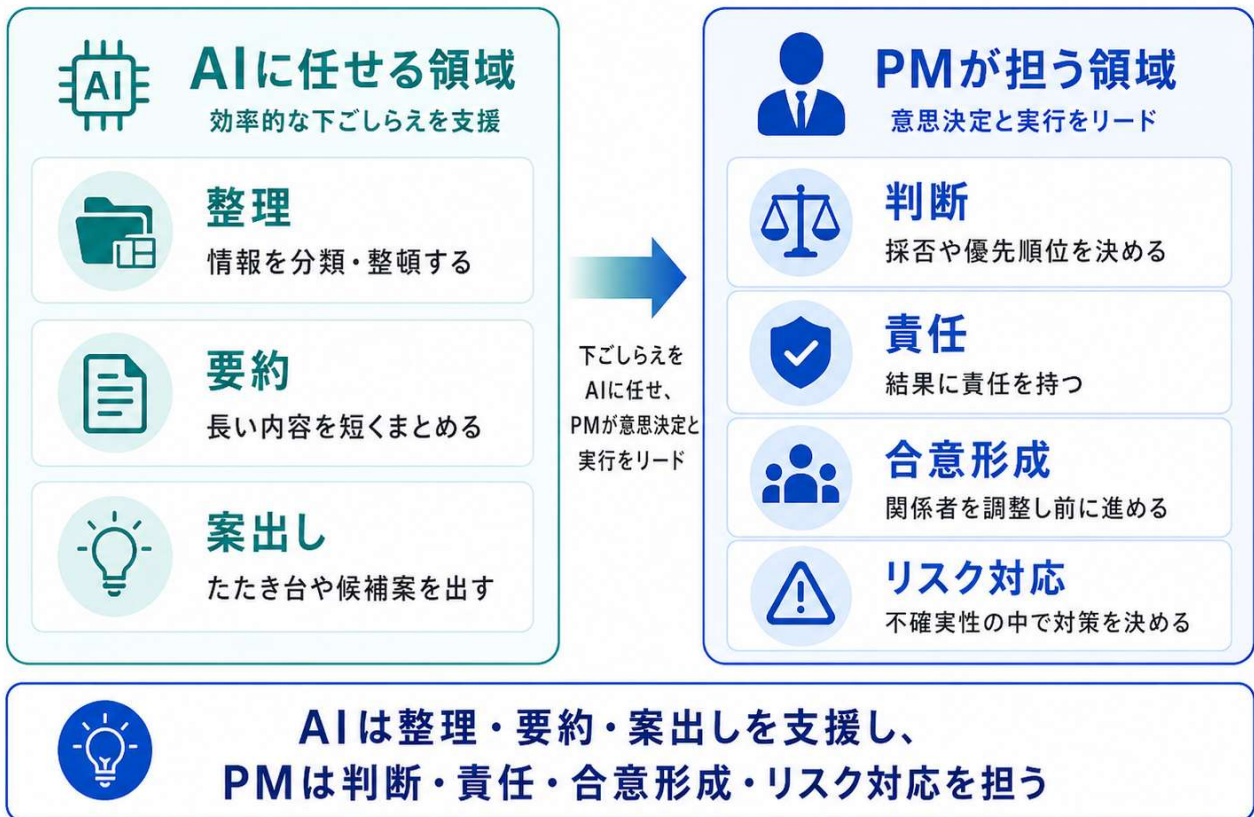 AI
AIに任せる領域
効率的な下ごしらえを支援
整理
情報を分類・整頓する
要約
長い内容を短くまとめる
案出し
たたき台や候補案を出す
下ごしらえを
AIに任せ、
PMが意思決定と
実行をリード
PMが担う領域
意思決定と実行をリード
判断
採否や優先順位を決める
責任
結果に責任を持つ
合意形成
関係者を調整し前に進める
リスク対応
不確実性の中で対策を決める
AIは整理・要約・案出しを支援し、
PMは判断・責任・合意形成・リスク対応を担う